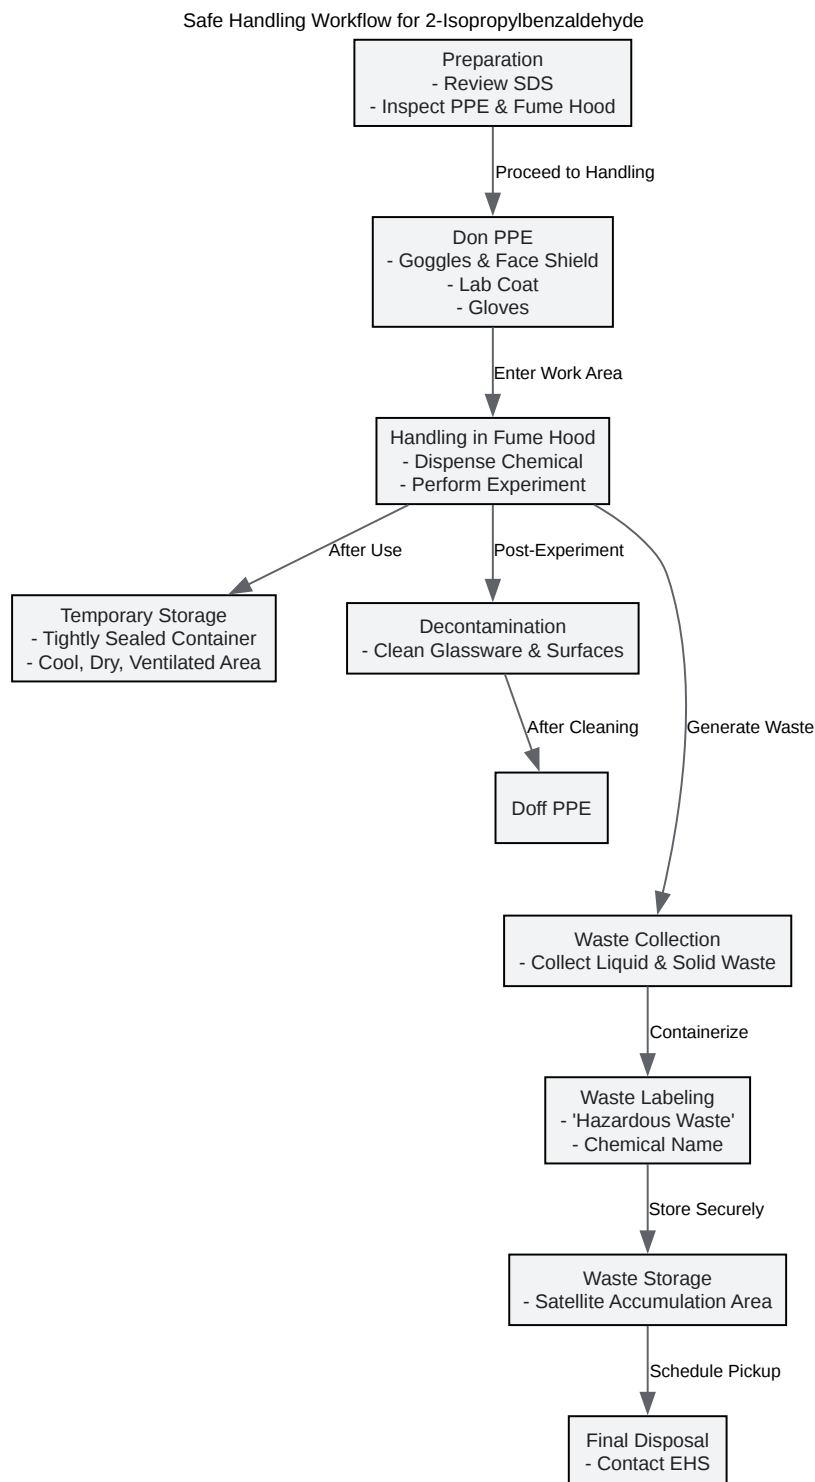 Safe Handling Workflow for 2-Isopropylbenzaldehyde
Preparation
- Review SDS
- Inspect PPE & Fume Hood
Proceed to Handling
Don PPE
- Goggles & Face Shield
- Lab Coat
- Gloves
Enter Work Area
Handling in Fume Hood
- Dispense Chemical
- Perform Experiment
After Use
Post-Experiment
Temporary Storage
- Tightly Sealed Container
- Cool, Dry, Ventilated Area
Decontamination
- Clean Glassware & Surfaces
After Cleaning
Generate Waste
Doff PPE
Waste Collection
- Collect Liquid & Solid Waste
Containerize
Waste Labeling
- 'Hazardous Waste'
- Chemical Name
Store Securely
Waste Storage
- Satellite Accumulation Area
Schedule Pickup
Final Disposal
- Contact EHS